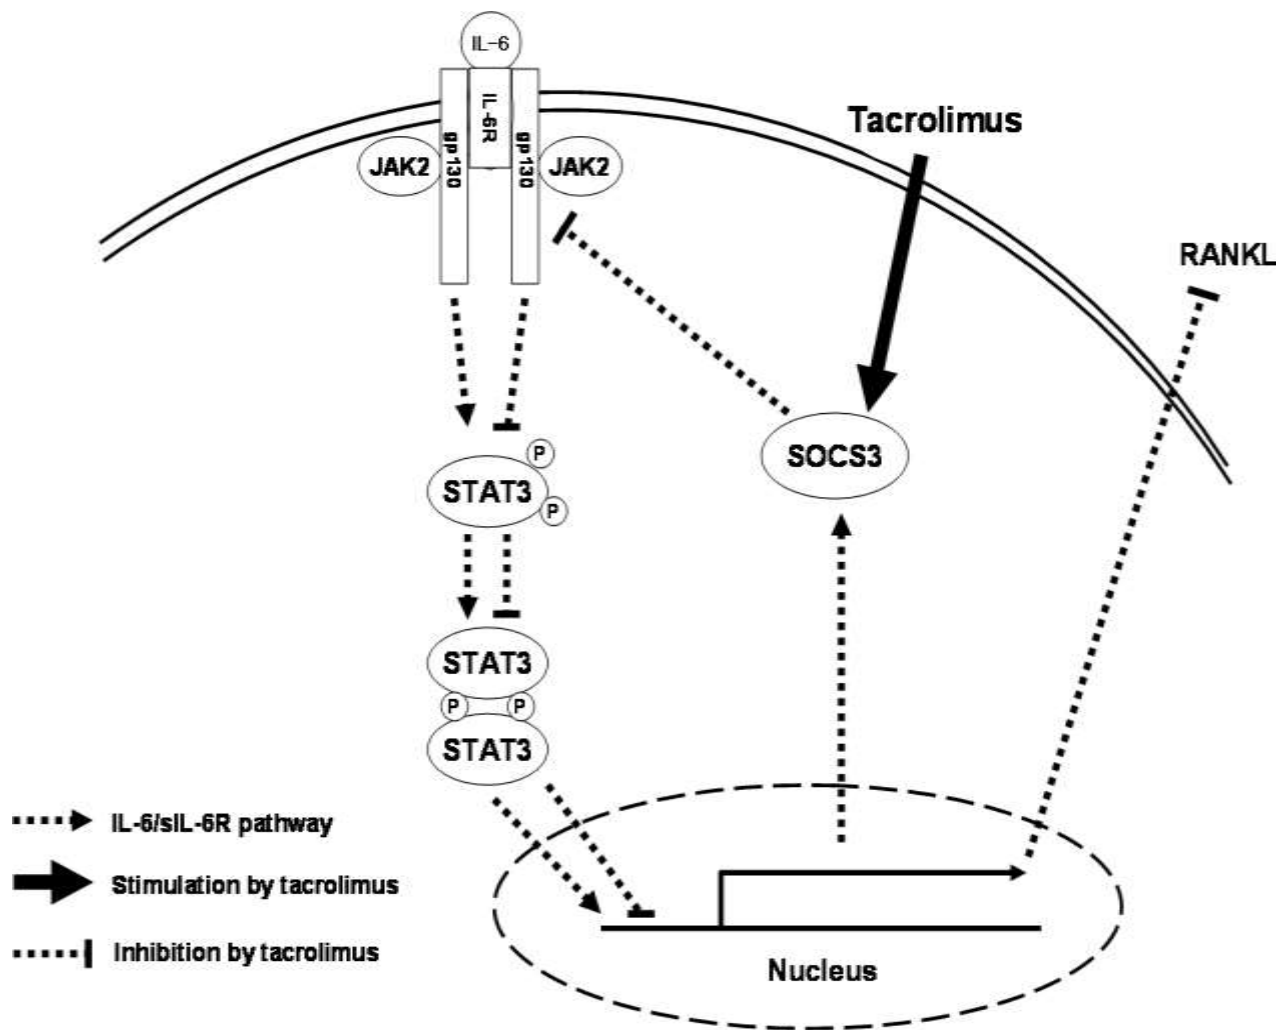 IL-6
IL-6R
gp130
gp130
JAK2
JAK2
Tacrolimus
RANKL
SOCS3
P
STAT3
P
STAT3
P
P
STAT3
IL-6/sIL-6R pathway
Stimulation by tacrolimus
Inhibition by tacrolimus
Nucleus